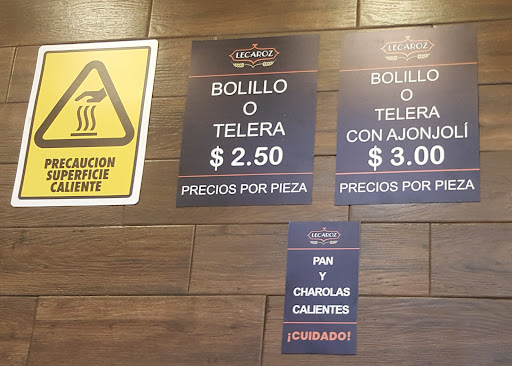 PRECAUCION
SUPERFICIE
CALIENTE
LECAROZ
BOLILLO
O
TELERA
$ 2.50
PRECIOS POR PIEZA
LECAROZ
BOLILLO
O
TELERA
CON AJONJOLÍ
$ 3.00
PRECIOS POR PIEZA
LECAROZ
PAN
Y
CHAROLAS
CALIENTES
¡CUIDADO!